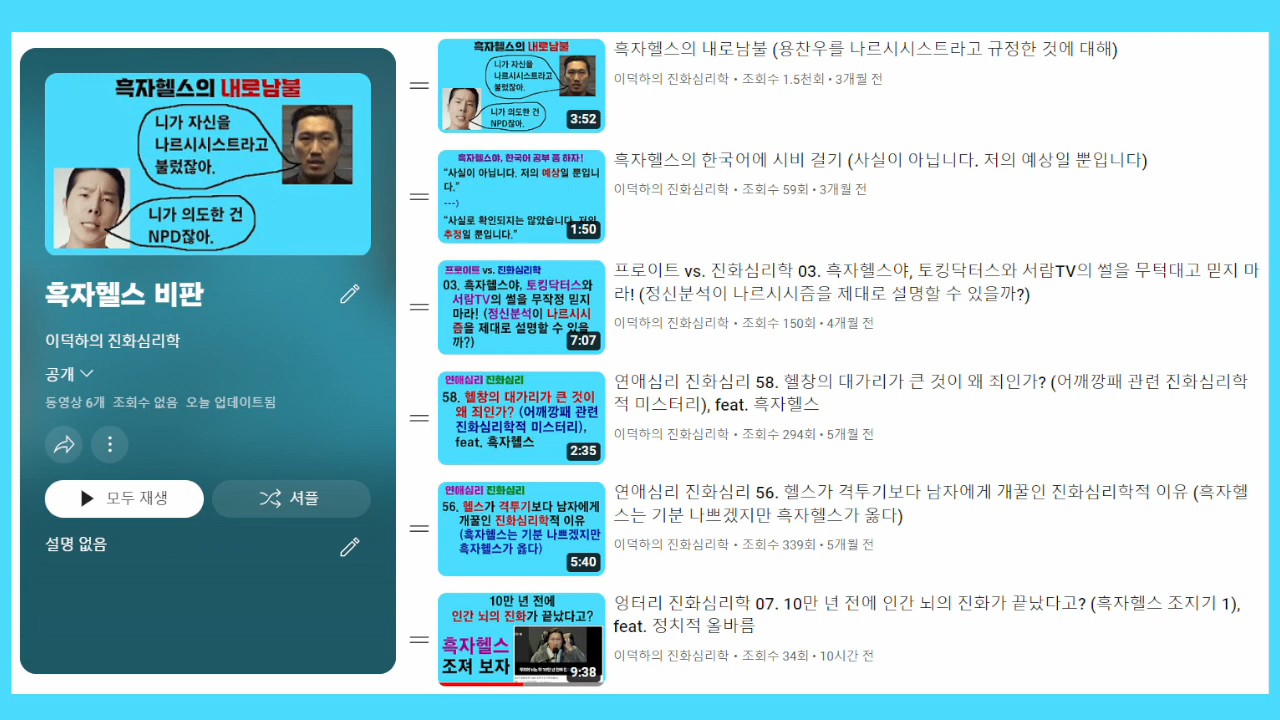 흑자헬스의 내로남불
니가 자신을
나르시시스트라고
불렀잖아.
니가 의도한 건
NPD잖아.
흑자헬스 비판
이덕하의 진화심리학
공개
동영상 6개 조회수 없음 오늘 업데이트됨
모두 재생
셔플
설명 없음
흑자헬스의 내로남불
니가 자신을
나르시시스트라고
불렀잖아.
니가 의도한 건
NPD잖아.
3:52
흑자헬스의 내로남불 (용찬우를 나르시시스트라고 규정한 것에 대해)
이덕하의 진화심리학 • 조회수 1.5천회 • 3개월 전
흑자헬스야, 한국어 공부 좀 하자!
“사실이 아닙니다. 저의 예상일 뿐입니
다.”
---〉
“사실로 확인되지는 않았습니다. 저의
추정일 뿐입니다.”
1:50
흑자헬스의 한국어에 시비 걸기 (사실이 아닙니다. 저의 예상일 뿐입니다)
이덕하의 진화심리학 • 조회수 59회 • 3개월 전
프로이트 vs. 진화심리학
03. 흑자헬스야, 토킹닥터스와
서람TV의 썰을 무작정 믿지
마라! (정신분석이 나르시시
즘을 제대로 설명할 수 있을
까?)
7:07
프로이트 vs. 진화심리학 03. 흑자헬스야, 토킹닥터스와 서람TV의 썰을 무턱대고 믿지 마
라! (정신분석이 나르시시즘을 제대로 설명할 수 있을까?)
이덕하의 진화심리학 • 조회수 150회 • 4개월 전
연애심리 진화심리
58. 헬창의 대가리가 큰 것이
왜 죄인가? (어깨깡패 관련
진화심리학적 미스터리),
feat. 흑자헬스
2:35
연애심리 진화심리 58. 헬창의 대가리가 큰 것이 왜 죄인가? (어깨깡패 관련 진화심리학
적 미스터리), feat. 흑자헬스
이덕하의 진화심리학 • 조회수 294회 • 5개월 전
연애심리 진화심리
56. 헬스가 격투기보다 남자에게
개꿀인 진화심리학적 이유
(흑자헬스는 기분 나쁘겠지만
흑자헬스가 옳다)
5:40
연애심리 진화심리 56. 헬스가 격투기보다 남자에게 개꿀인 진화심리학적 이유 (흑자헬
스는 기분 나쁘겠지만 흑자헬스가 옳다)
이덕하의 진화심리학 • 조회수 339회 • 5개월 전
10만 년 전에
인간 뇌의 진화가 끝났다고?
흑자헬스
조져 보자
9:38
엉터리 진화심리학 07. 10만 년 전에 인간 뇌의 진화가 끝났다고? (흑자헬스 조지기 1),
feat. 정치적 올바름
이덕하의 진화심리학 • 조회수 34회 • 10시간 전